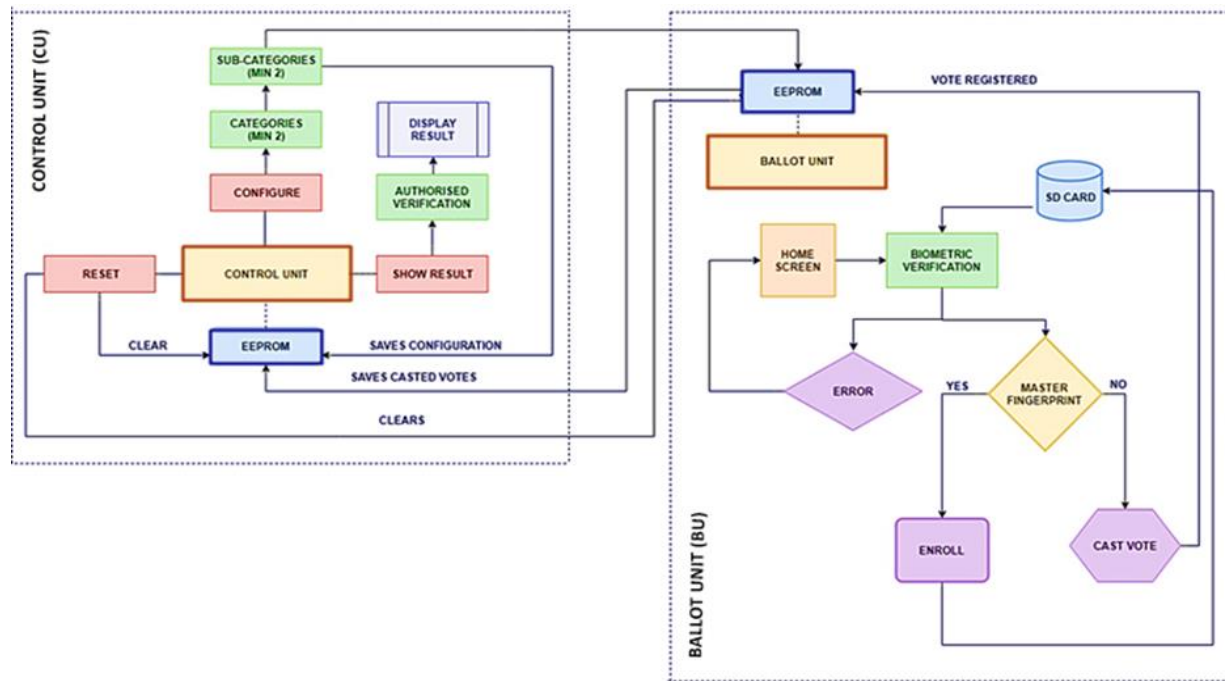 CONTROL UNIT (CU)
SUB-CATEGORIES
(MIN 2)
CATEGORIES
(MIN 2)
DISPLAY
RESULT
CONFIGURE
AUTHORISED
VERIFICATION
RESET
CONTROL UNIT
SHOW RESULT
CLEAR
EEPROM
SAVES CONFIGURATION
SAVES CASTED VOTES
CLEARS
BALLOT UNIT (BU)
EEPROM
VOTE REGISTERED
BALLOT UNIT
SD CARD
HOME
SCREEN
BIOMETRIC
VERIFICATION
ERROR
YES
MASTER
FINGERPRINT
NO
ENROLL
CAST VOTE